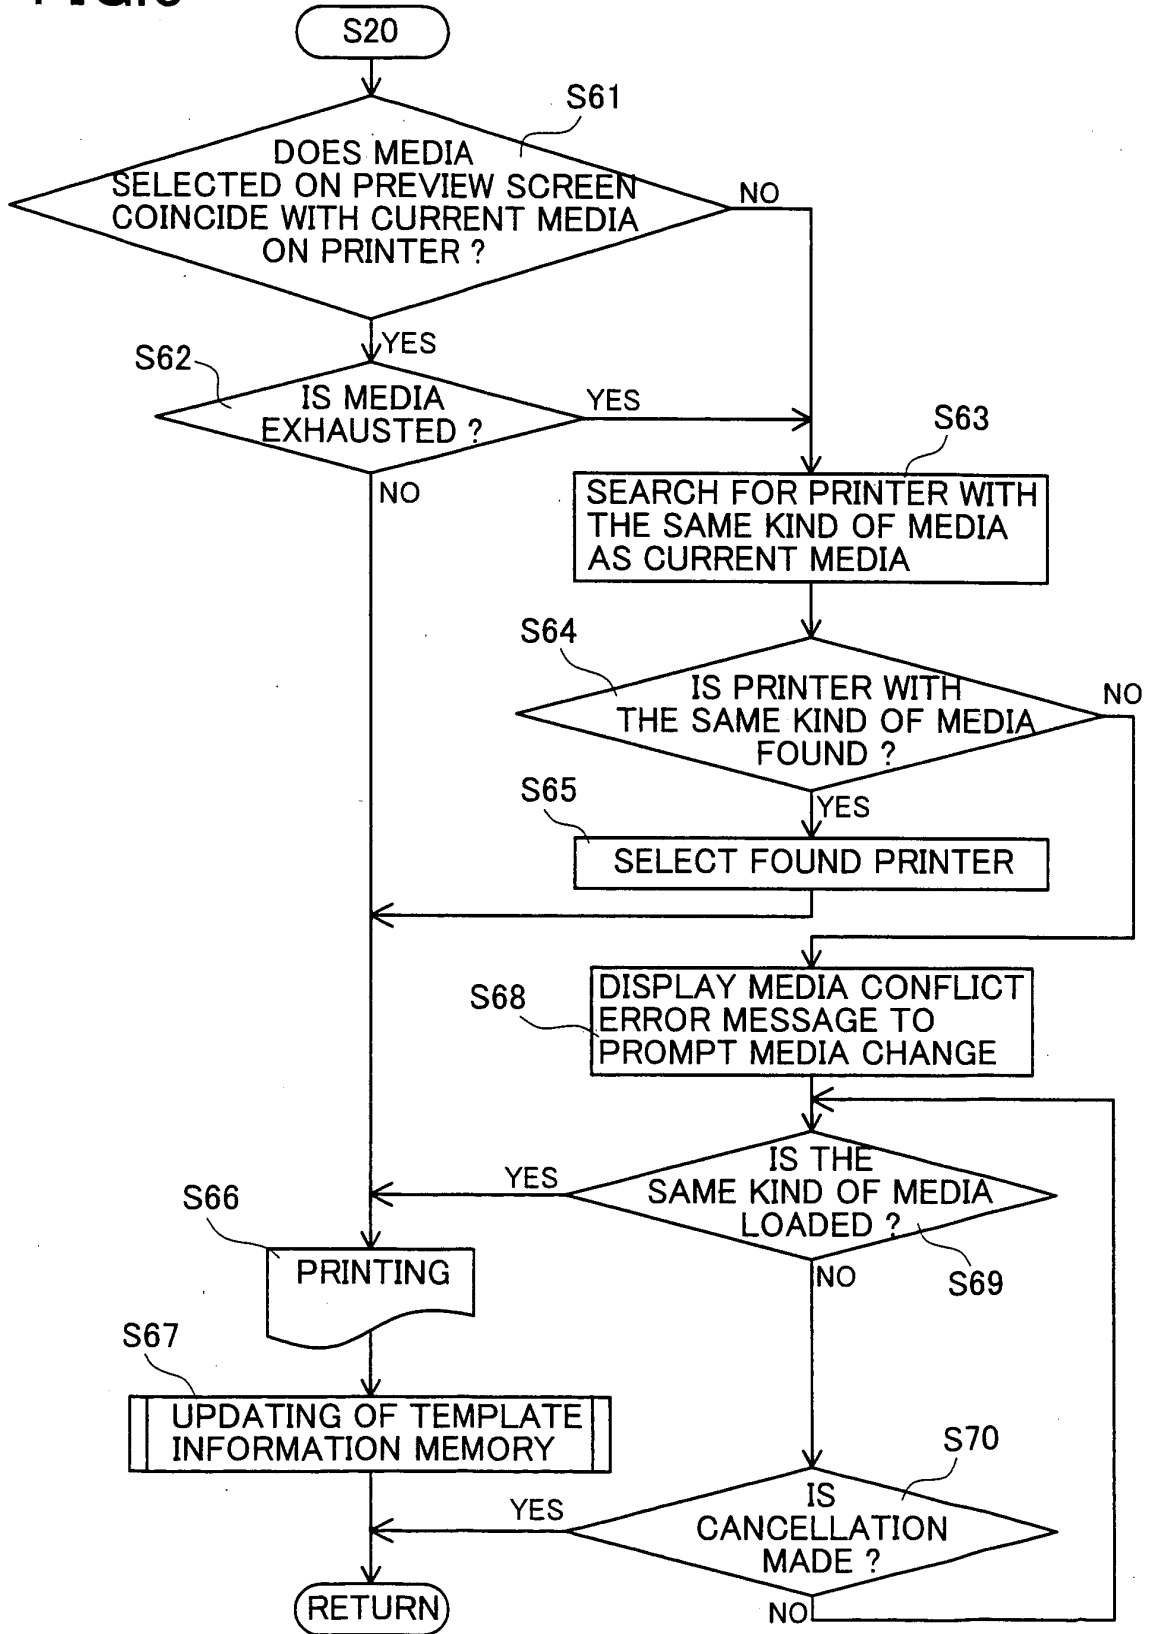 S20
S61
DOES MEDIA
SELECTED ON PREVIEW SCREEN
COINCIDE WITH CURRENT MEDIA
ON PRINTER ?
NO
YES
S62
IS MEDIA
EXHAUSTED ?
YES
NO
S63
SEARCH FOR PRINTER WITH
THE SAME KIND OF MEDIA
AS CURRENT MEDIA
S64
IS PRINTER WITH
THE SAME KIND OF MEDIA
FOUND ?
NO
YES
S65
SELECT FOUND PRINTER
S68
DISPLAY MEDIA CONFLICT
ERROR MESSAGE TO
PROMPT MEDIA CHANGE
IS THE
SAME KIND OF MEDIA
LOADED ?
YES
S69
NO
S66
PRINTING
S67
UPDATING OF TEMPLATE
INFORMATION MEMORY
S70
IS
CANCELLATION
MADE ?
YES
NO
RETURN